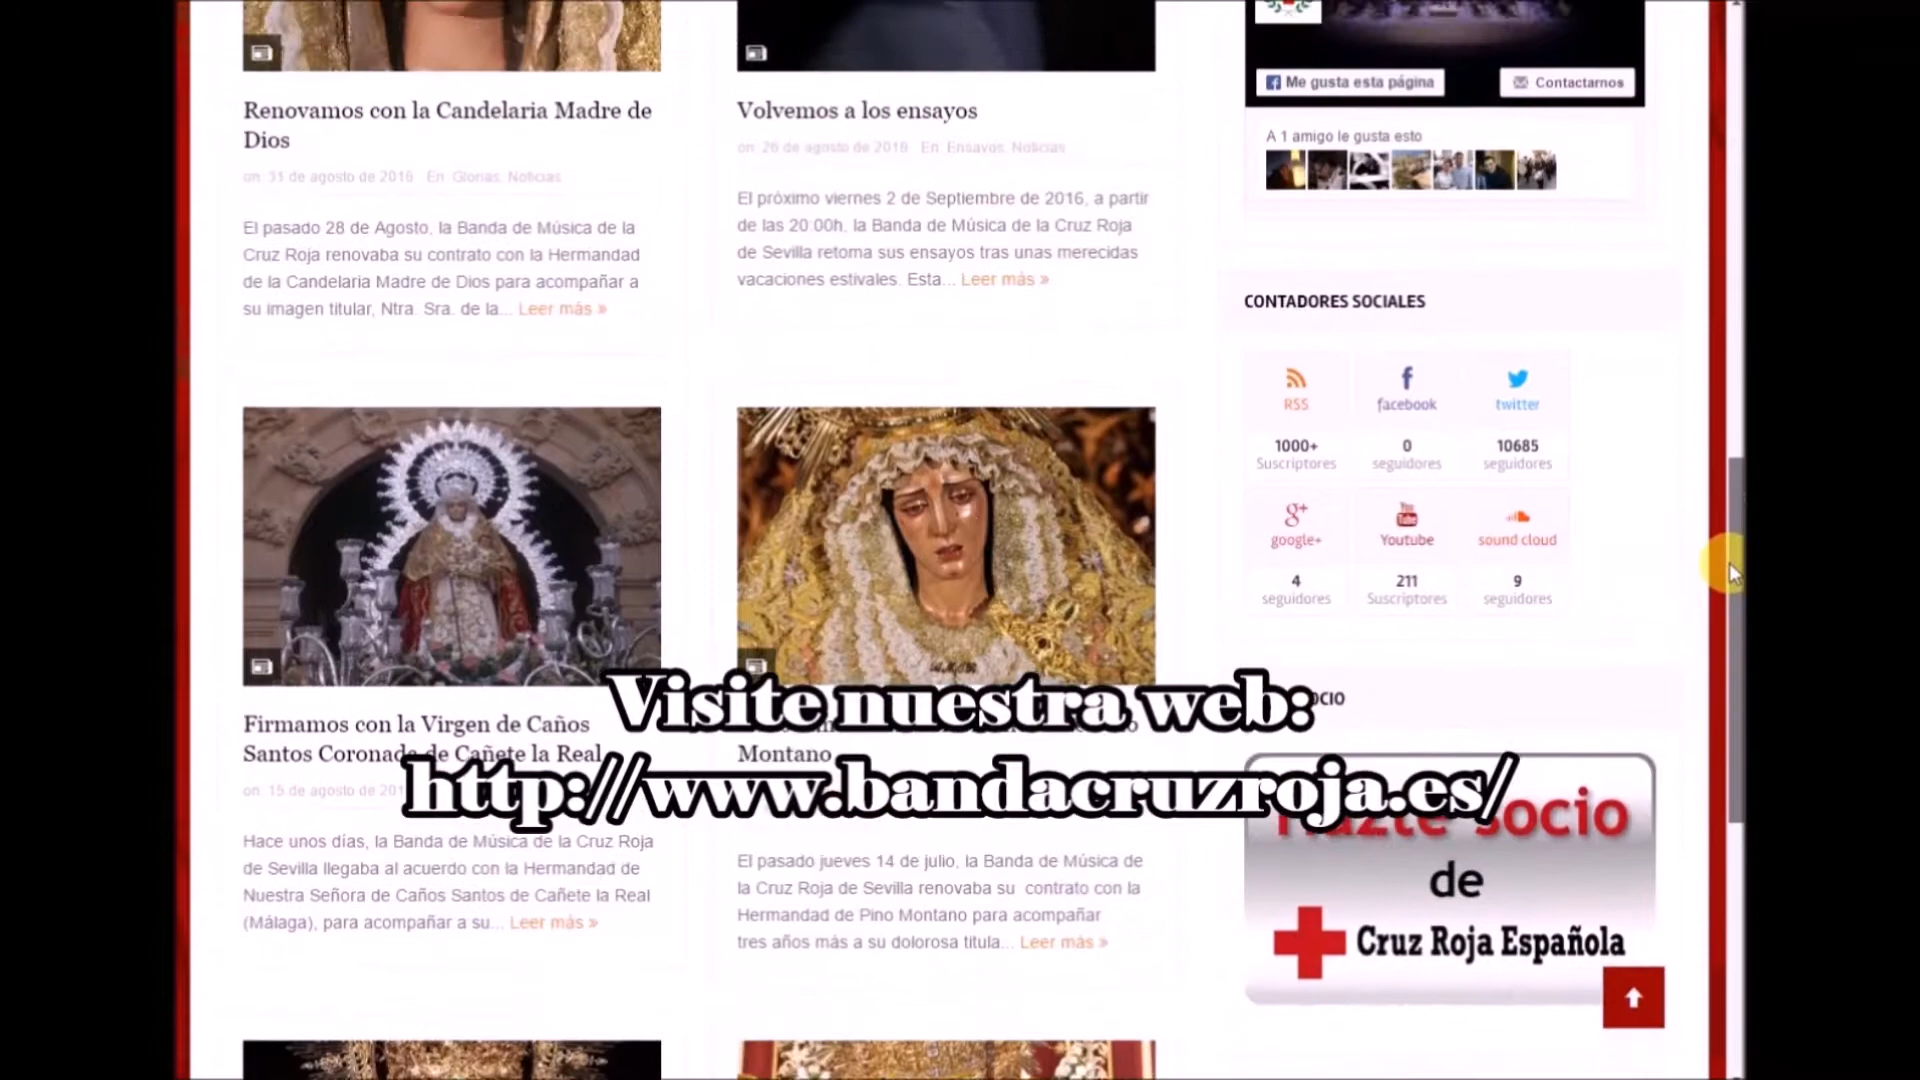 Renovamos con la Candelaria Madre de
Dios
on: 31 de agosto de 2016 En: Glorias, Noticias
El pasado 28 de Agosto, la Banda de Música de la
Cruz Roja renovaba su contrato con la Hermandad
de la Candelaria Madre de Dios para acompañar a
su imagen titular, Ntra. Sra. de la... Leer más »
Volvemos a los ensayos
on: 26 de agosto de 2016 En: Ensayos, Noticias
El próximo viernes 2 de Septiembre de 2016, a partir
de las 20:00h, la Banda de Música de la Cruz Roja
de Sevilla retoma sus ensayos tras unas merecidas
vacaciones estivales. Esta... Leer más »
Me gusta esta página
Contactarnos
A 1 amigo le gusta esto
CONTADORES SOCIALES
RSS
1000+
Suscriptores
facebook
0
seguidores
twitter
10685
seguidores
google+
4
seguidores
Youtube
211
Suscriptores
sound cloud
9
seguidores
Firmamos con la Virgen de Caños
Santos Coronada de Cañete la Real
on: 15 de agosto de 201
Hace unos días, la Banda de Música de la Cruz Roja
de Sevilla llegaba al acuerdo con la Hermandad de
Nuestra Señora de Caños Santos de Cañete la Real
(Málaga), para acompañar a su... Leer más »
Montano
El pasado jueves 14 de julio, la Banda de Música de
la Cruz Roja de Sevilla renovaba su contrato con la
Hermandad de Pino Montano para acompañar
tres años más a su dolorosa titula... Leer más »
Visite nuestra web:
http://www.bandacruzroja.es/
Hazte socio
de
Cruz Roja Española